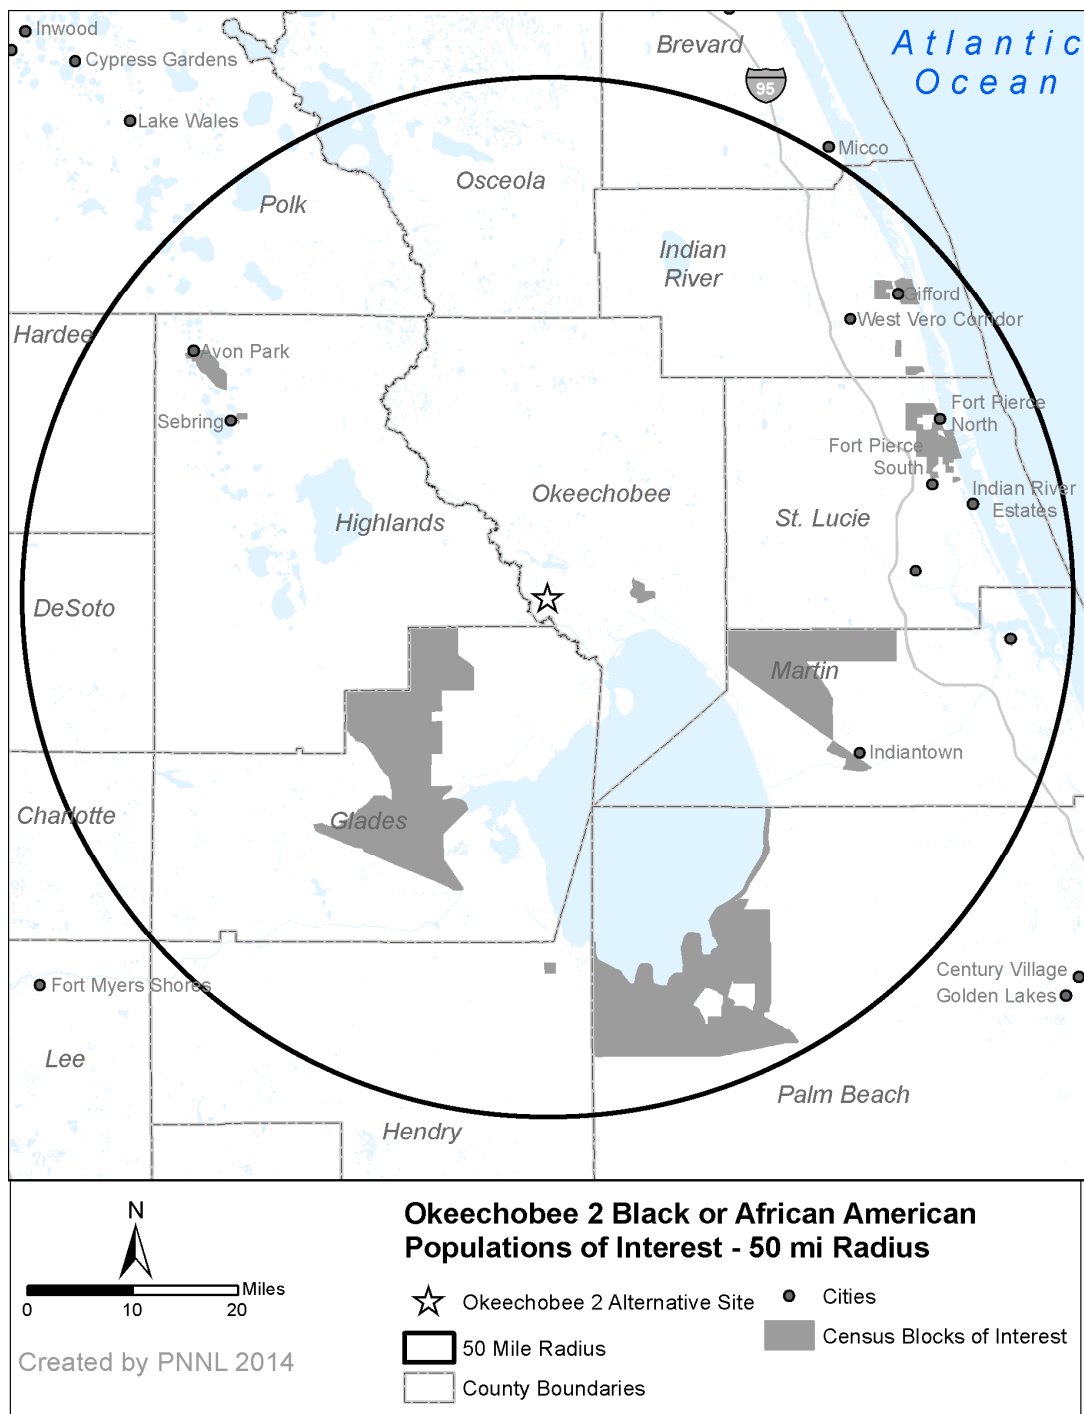 Inwood
Cypress Gardens
Brevard
Atlantic
Ocean
95
Lake Wales
Micco
Osceola
Polk
Indian
River
Gifford
West Vero Corridor
Hardee
Avon Park
Sebring
Fort Pierce
North
Fort Pierce
South
Indian River
Estates
Okeechobee
Highlands
St. Lucie
DeSoto
Martin
Indiantown
Charlotte
Glades
Century Village
Golden Lakes
Fort Myers Shores
Lee
Palm Beach
Hendry
N
Miles
0 10 20
Created by PNNL 2014
Okeechobee 2 Black or African American
Populations of Interest - 50 mi Radius
Okeechobee 2 Alternative Site
50 Mile Radius
County Boundaries
Cities
Census Blocks of Interest